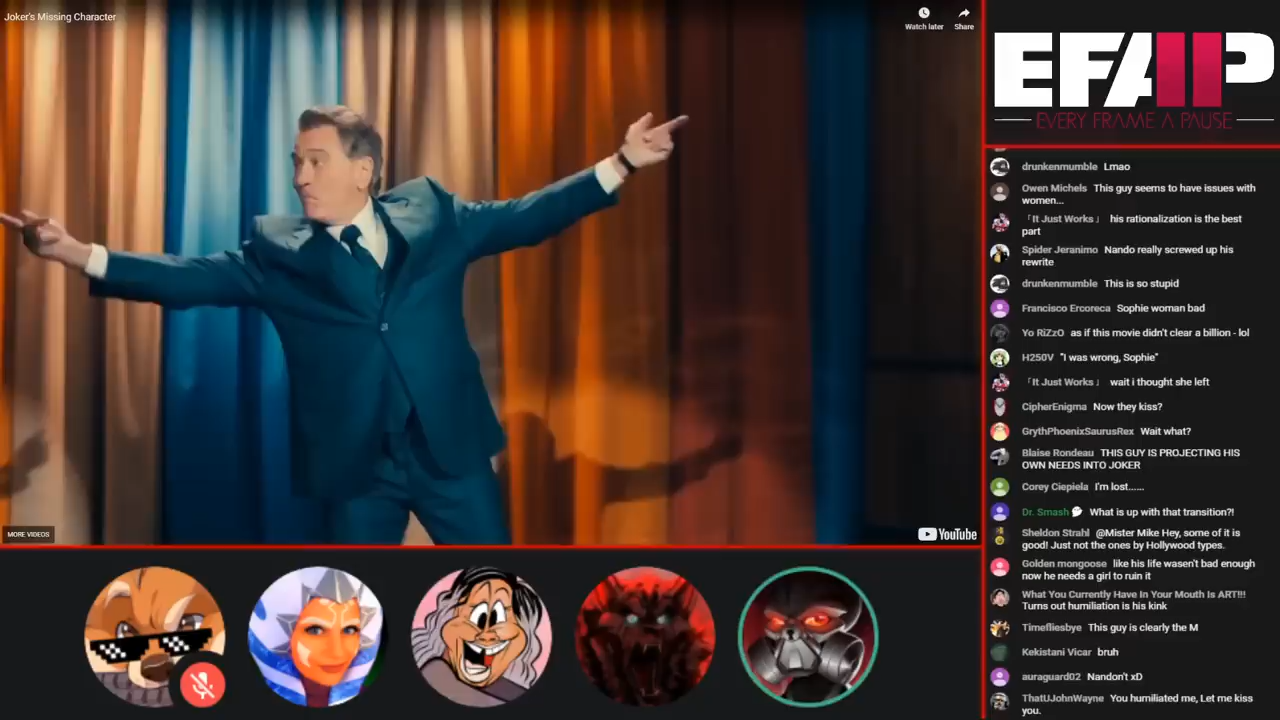 Joker's Missing Character
Watch later
Share
MORE VIDEOS
YouTube
EFAP
EVERY FRAME A PAUSE
drunkenmumble Lmao
Owen Michels This guy seems to have issues with
women...
「It Just Works」 his rationalization is the best
part
Spider Jeranimo Nando really screwed up his
rewrite
drunkenmumble This is so stupid
Francisco Ercoreca Sophie woman bad
Yo RiZzO as if this movie didn't clear a billion - lol
H250V "I was wrong, Sophie"
「It Just Works」 wait i thought she left
CipherEnigma Now they kiss?
GrythPhoenixSaurusRex Wait what?
Blaise Rondeau THIS GUY IS PROJECTING HIS
OWN NEEDS INTO JOKER
Corey Ciepiela I'm lost......
Dr. Smash What is up with that transition?!
Sheldon Strahl @Mister Mike Hey, some of it is
good! Just not the ones by Hollywood types.
Golden mongoose like his life wasen't bad enough
now he needs a girl to ruin it
What You Currently Have In Your Mouth Is ART!!!
Turns out humiliation is his kink
Timefliesbye This guy is clearly the M
Kekistani Vicar bruh
auraguard02 Nandon't xD
ThatUJohnWayne You humiliated me, Let me kiss
you.